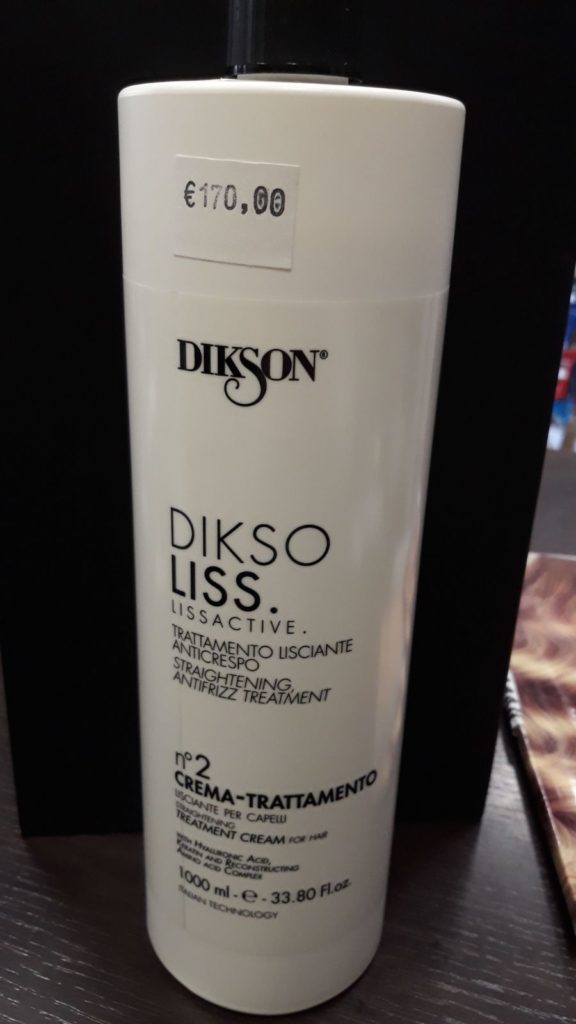 €170,00
DIKSON®
DIKSO
LISS.
LISSACTIVE.
TRATTAMENTO LISCIANTE
ANTICRESPO
STRAIGHTENING,
ANTIFRIZZ TREATMENT
n°2
CREMA-TRATTAMENTO
LISCIANTE PER CAPELLI
STRAIGHTENING
TREATMENT CREAM FOR HAIR
WITH HYALURONIC ACID,
KERATIN AND RECONSTRUCTING
AMINO ACID COMPLEX
1000 ml - e - 33.80 Fl.oz.
ITALIAN TECHNOLOGY